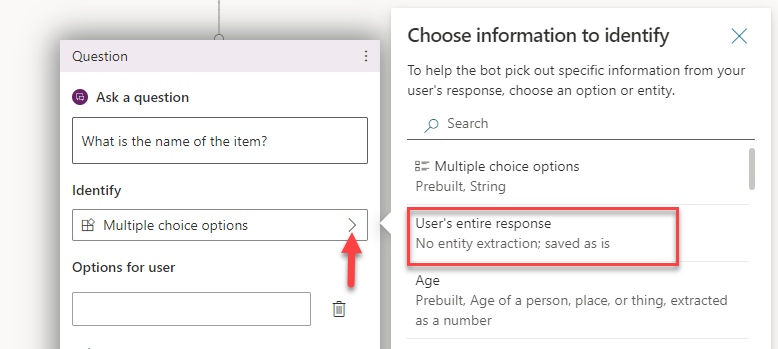 Question
Ask a question
What is the name of the item?
Identify
Multiple choice options
Options for user
Choose information to identify
To help the bot pick out specific information from your
user's response, choose an option or entity.
Search
Multiple choice options
Prebuilt, String
User's entire response
No entity extraction; saved as is
Age
Prebuilt, Age of a person, place, or thing, extracted
as a number